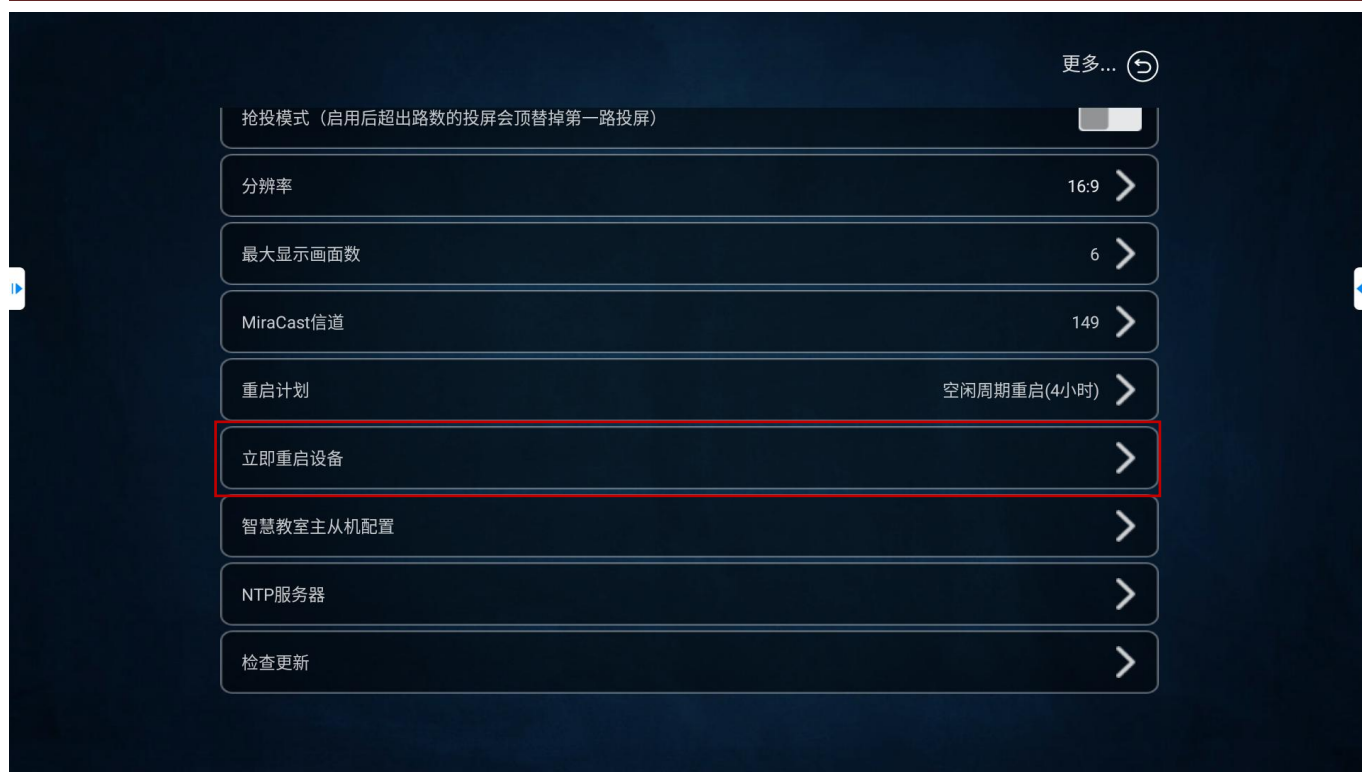 更多...
抢投模式（启用后超出路数的投屏会顶替掉第一路投屏）
分辨率 16:9
最大显示画面数 6
MiraCast信道 149
重启计划 空闲周期重启(4小时)
立即重启设备
智慧教室主从机配置
NTP服务器
检查更新